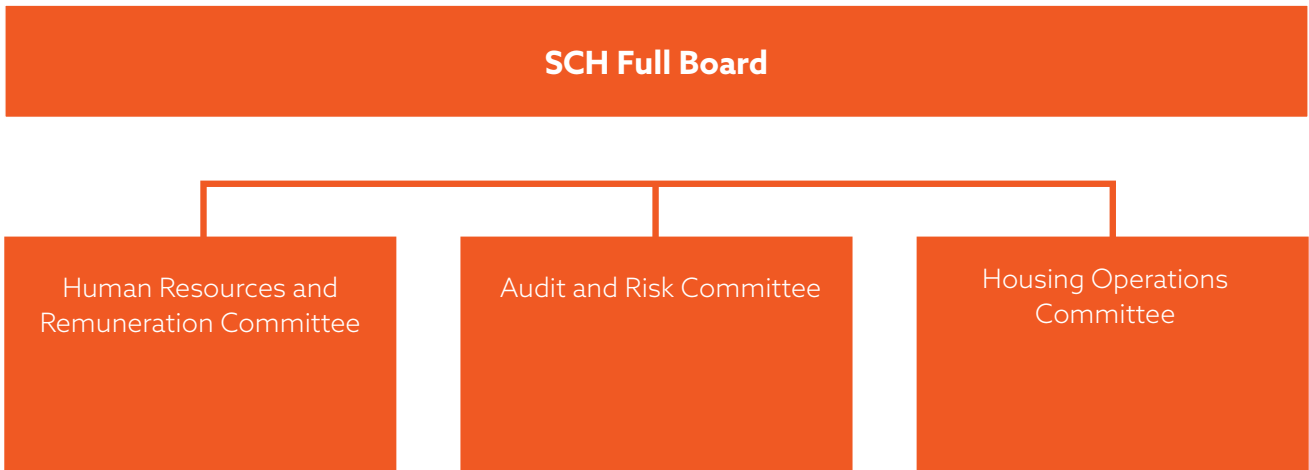 SCH Full Board
Human Resources and
Remuneration Committee
Audit and Risk Committee
Housing Operations
Committee